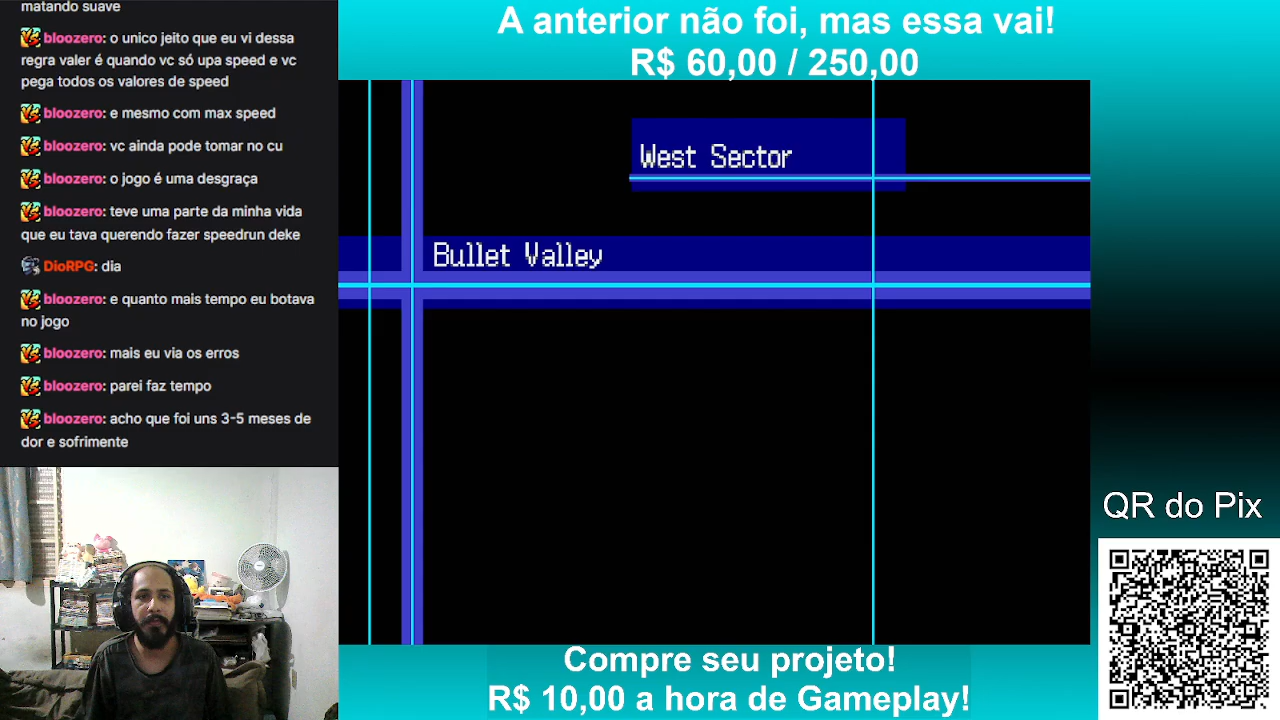 matando suave
bloozero: o unico jeito que eu vi dessa
regra valer é quando vc só upa speed e vc
pega todos os valores de speed
bloozero: e mesmo com max speed
bloozero: vc ainda pode tomar no cu
bloozero: o jogo é uma desgraça
bloozero: teve uma parte da minha vida
que eu tava querendo fazer speedrun deke
DioRPG: dia
bloozero: e quanto mais tempo eu botava
no jogo
bloozero: mais eu via os erros
bloozero: parei faz tempo
bloozero: acho que foi uns 3-5 meses de
dor e sofrimente
A anterior não foi, mas essa vai!
R$ 60,00 / 250,00
West Sector
Bullet Valley
QR do Pix
Compre seu projeto!
R$ 10,00 a hora de Gameplay!